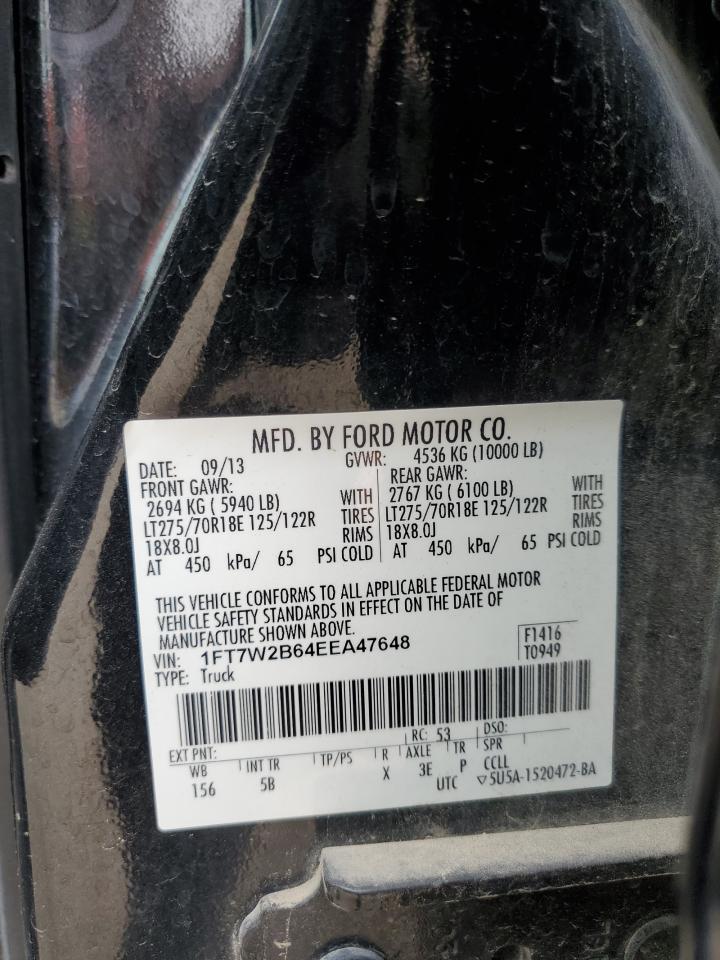 MFD. BY FORD MOTOR CO.
DATE: 09/13 GVWR: 4536 KG (10000 LB)
FRONT GAWR: REAR GAWR:
2694 KG ( 5940 LB) WITH 2767 KG ( 6100 LB) WITH
LT275/70R18E 125/122R TIRES LT275/70R18E 125/122R TIRES
18X8.0J RIMS 18X8.0J RIMS
AT 450 kPa/ 65 PSI COLD AT 450 kPa/ 65 PSI COLD
THIS VEHICLE CONFORMS TO ALL APPLICABLE FEDERAL MOTOR
VEHICLE SAFETY STANDARDS IN EFFECT ON THE DATE OF
MANUFACTURE SHOWN ABOVE.
VIN: 1FT7W2B64EEA47648 F1416
TYPE: Truck T0949
EXT PNT: RC: 53 DSO:
WB INT TR TP/PS R AXLE TR SPR
156 5B X 3E P CCLL
UTC ▽5U5A-1520472-BA